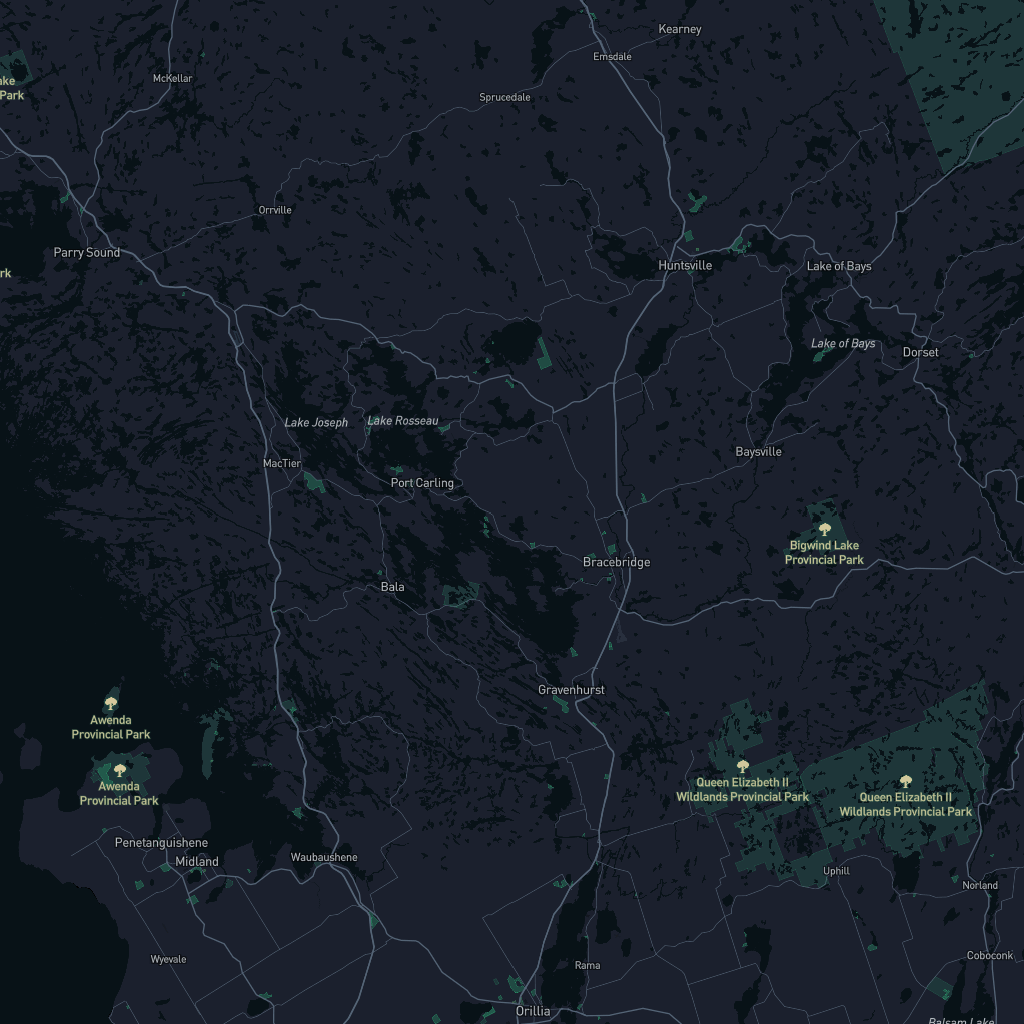 Kearney
Emsdale
McKellar
ake
Park
Sprucedale
Orrville
Parry Sound
rk
Huntsville
Lake of Bays
Lake of Bays
Dorset
Lake Joseph
Lake Rosseau
MacTier
Port Carling
Baysville
Bigwind Lake
Provincial Park
Bracebridge
Bala
Gravenhurst
Awenda
Provincial Park
Awenda
Provincial Park
Queen Elizabeth II
Wildlands Provincial Park
Queen Elizabeth II
Wildlands Provincial Park
Penetanguishene
Midland
Waubaushene
Uphill
Norland
Wyevale
Rama
Coboconk
Orillia
Balsam Lake